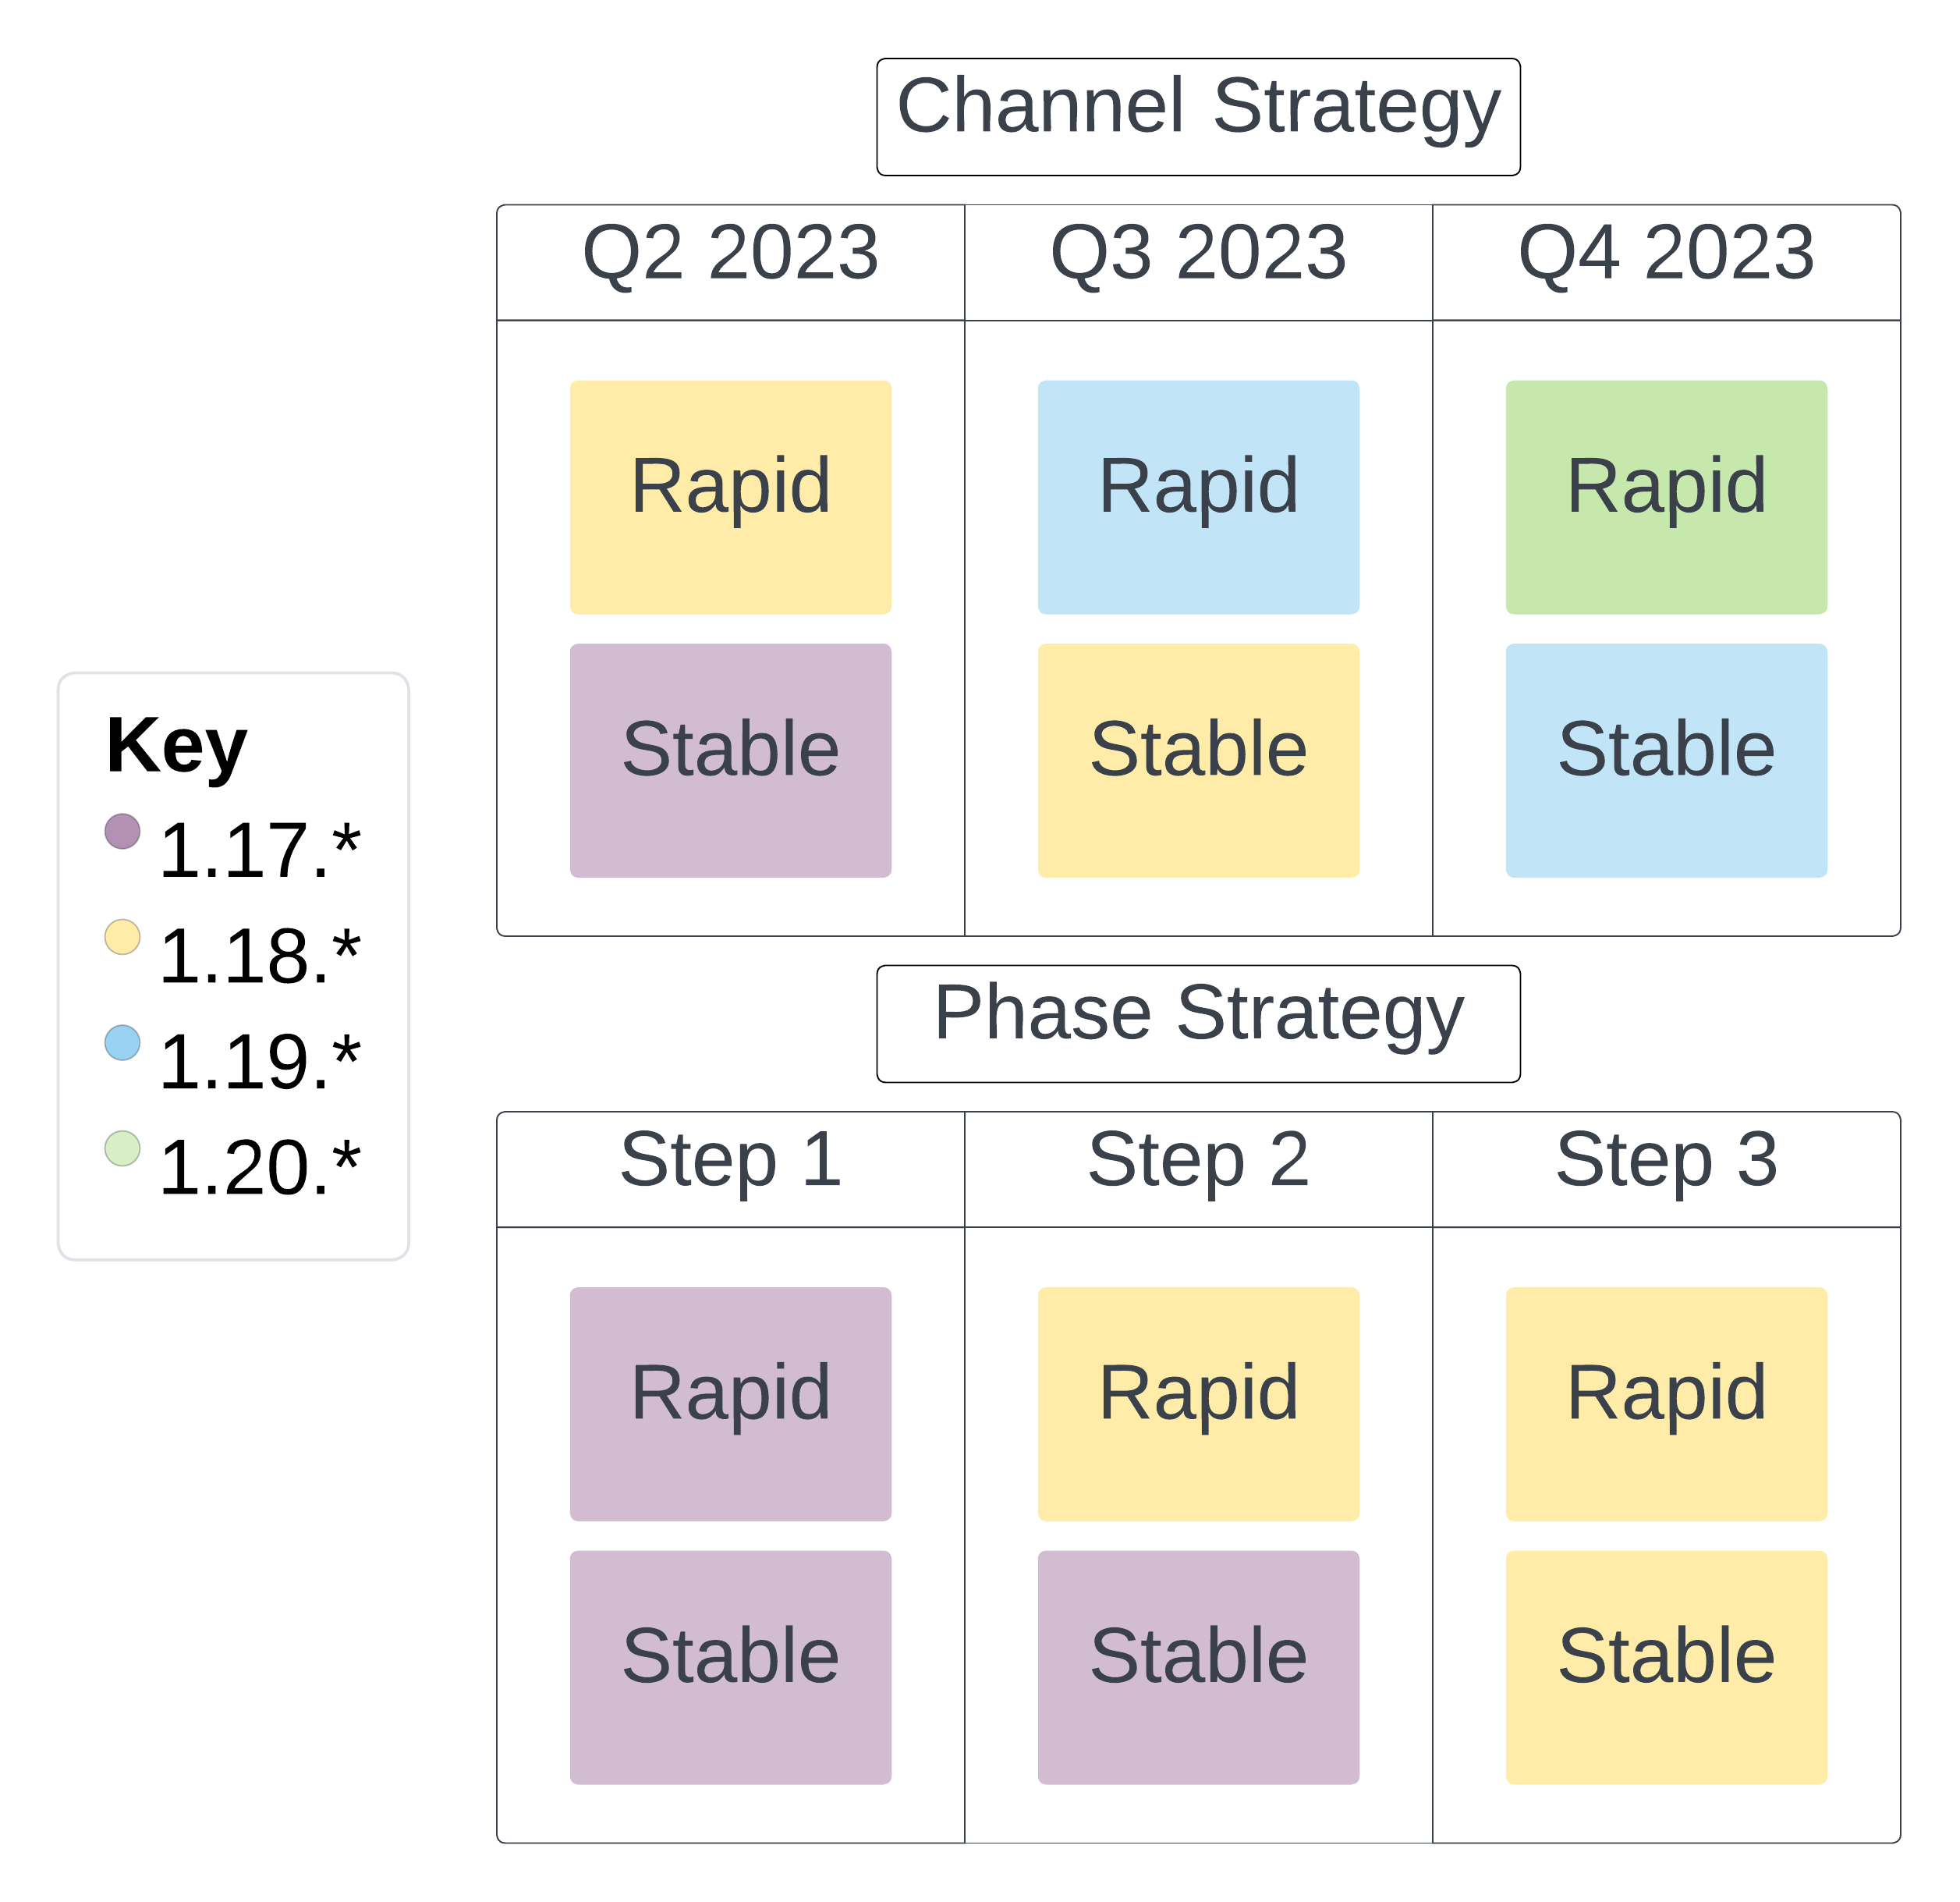 Channel Strategy
Q2 2023
Q3 2023
Q4 2023
Rapid
Rapid
Rapid
Stable
Stable
Stable
Key
1.17.*
1.18.*
1.19.*
1.20.*
Phase Strategy
Step 1
Step 2
Step 3
Rapid
Rapid
Rapid
Stable
Stable
Stable